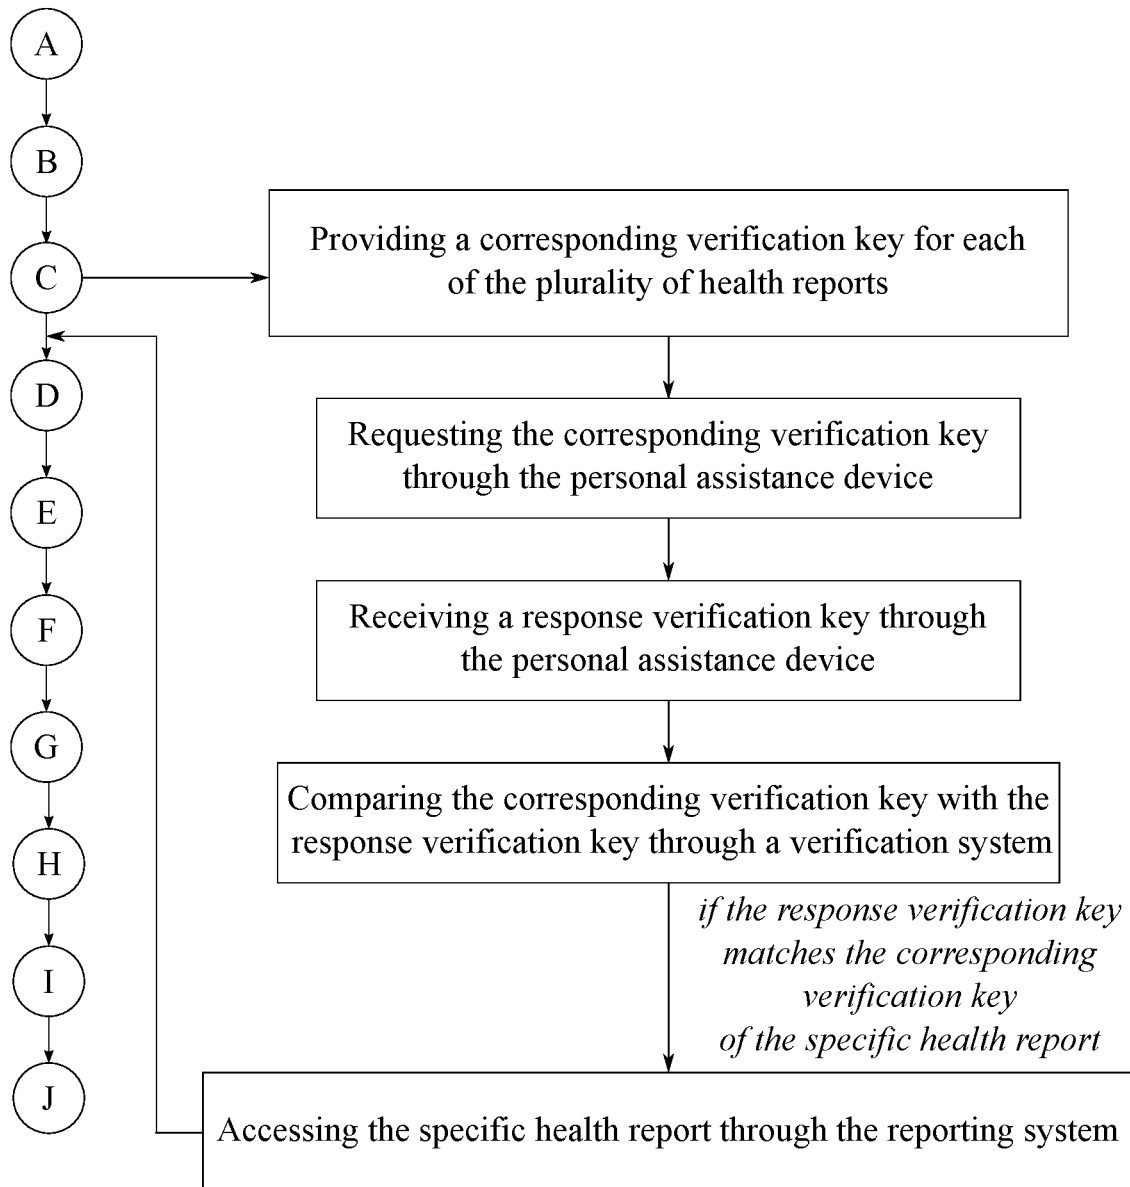 A
B
C
D
E
F
G
H
I
J
Providing a corresponding verification key for each
of the plurality of health reports
Requesting the corresponding verification key
through the personal assistance device
Receiving a response verification key through
the personal assistance device
Comparing the corresponding verification key with the
response verification key through a verification system
if the response verification key
matches the corresponding
verification key
of the specific health report
Accessing the specific health report through the reporting system